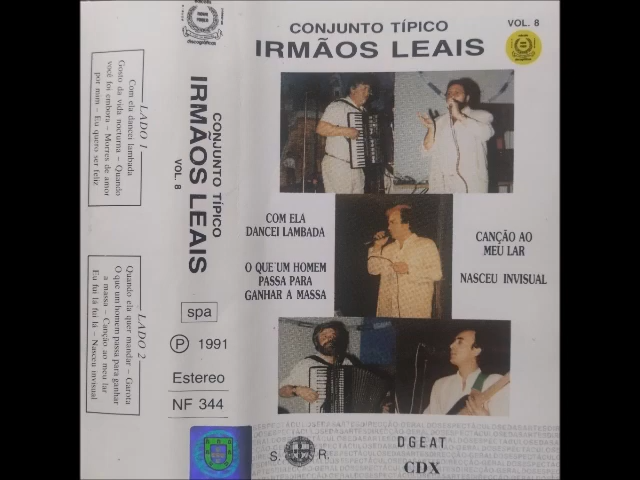 LADO 1
Com ela dancei lambada
Gosto da vida nocturna – Quando
você foi embora – Morres de amor
por mim – Eu quero ser feliz
LADO 2
Quando ela quer mandar – Garota
O que um homem passa para ganhar
a massa – Canção ao meu lar
Eu fui lá fui lá – Nasceu invisual
CONJUNTO TÍPICO
IRMÃOS LEAIS
VOL. 8
spa
P 1991
Estereo
NF 344
CONJUNTO TÍPICO
IRMÃOS LEAIS
VOL. 8
COM ELA
DANCEI LAMBADA
O QUE UM HOMEM
PASSA PARA
GANHAR A MASSA
CANÇÃO AO
MEU LAR
NASCEU INVISUAL
S. R.
DGEAT
CDX